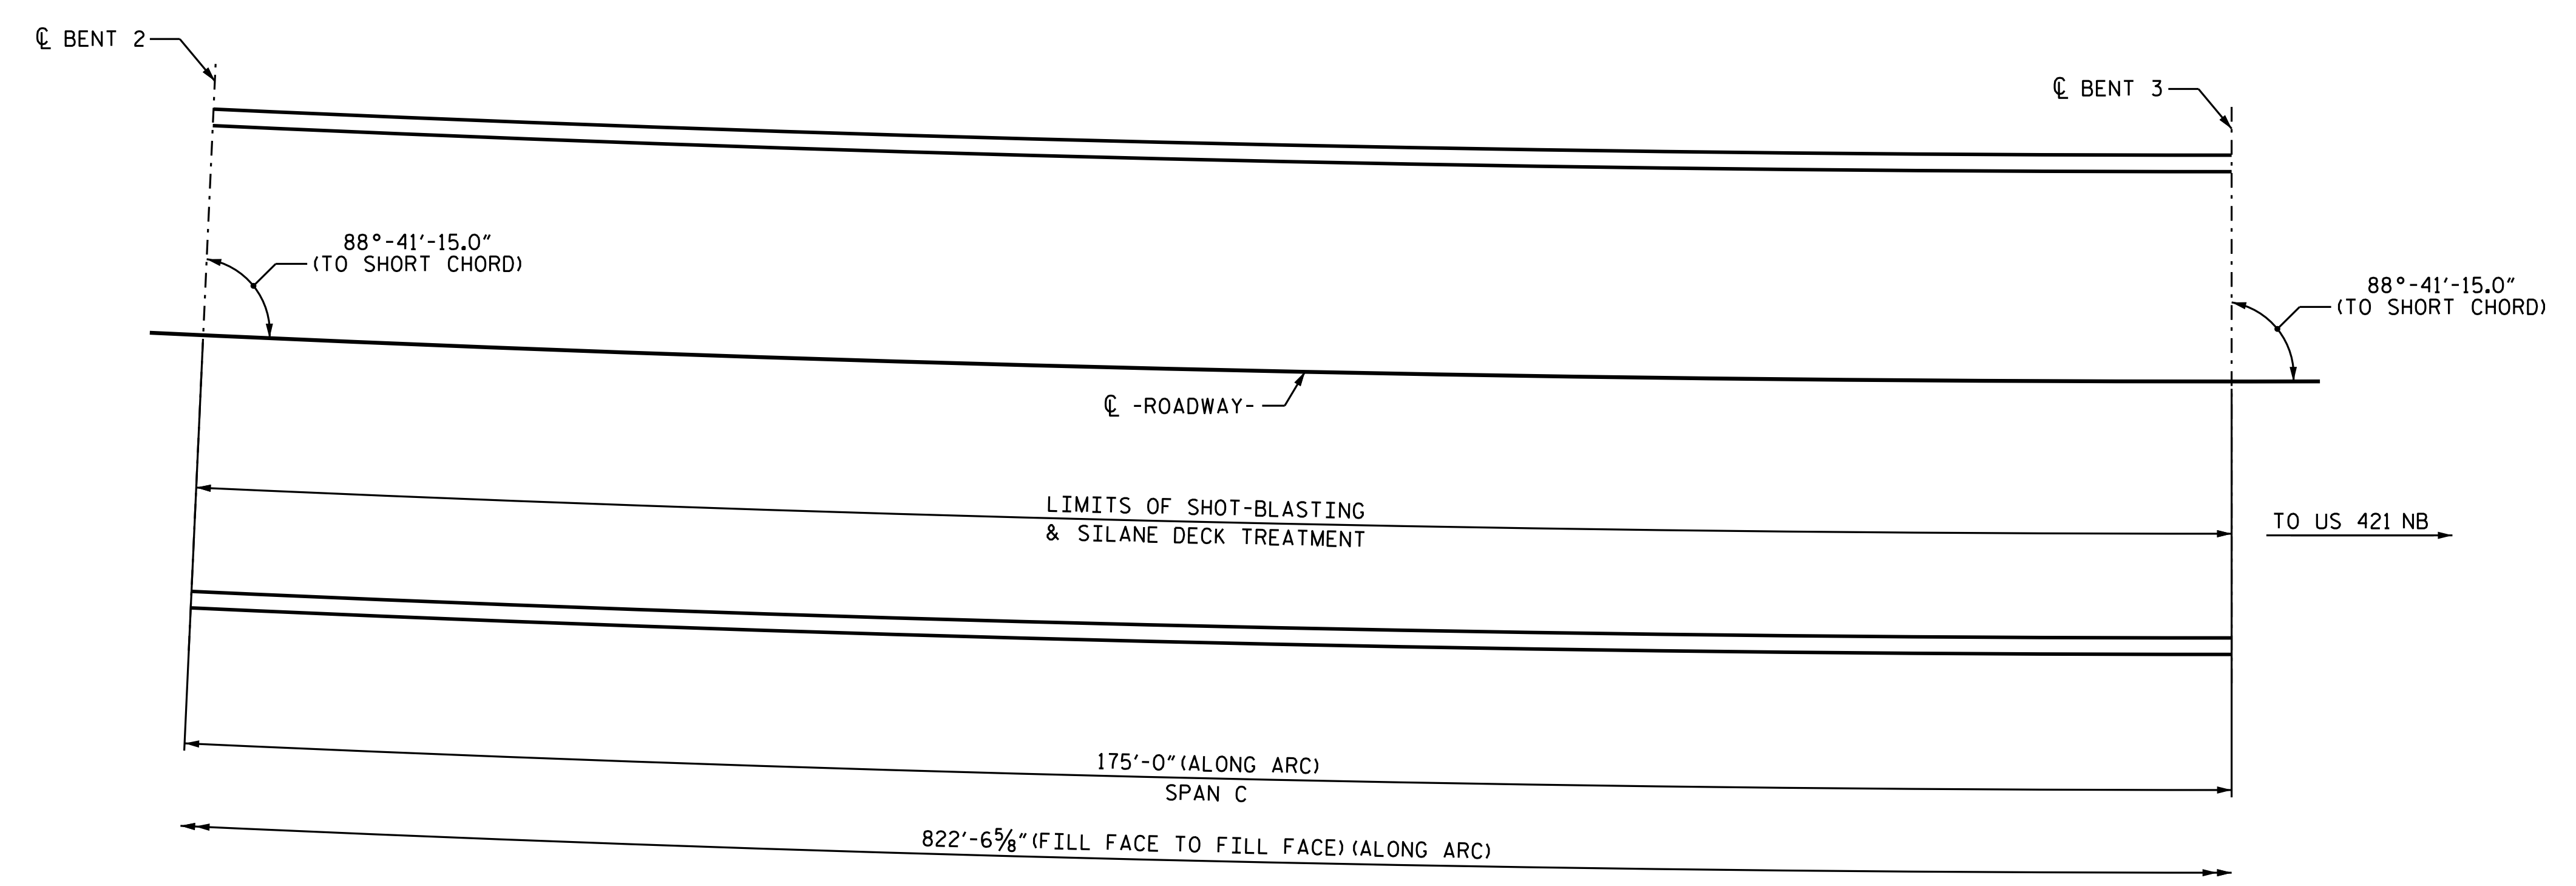 ℄ BENT 2
℄ BENT 3
88°-41′-15.0″
(TO SHORT CHORD)
88°-41′-15.0″
(TO SHORT CHORD)
℄ -ROADWAY-
LIMITS OF SHOT-BLASTING
& SILANE DECK TREATMENT
TO US 421 NB
175′-0″(ALONG ARC)
SPAN C
822′-6⅝″(FILL FACE TO FILL FACE)(ALONG ARC)